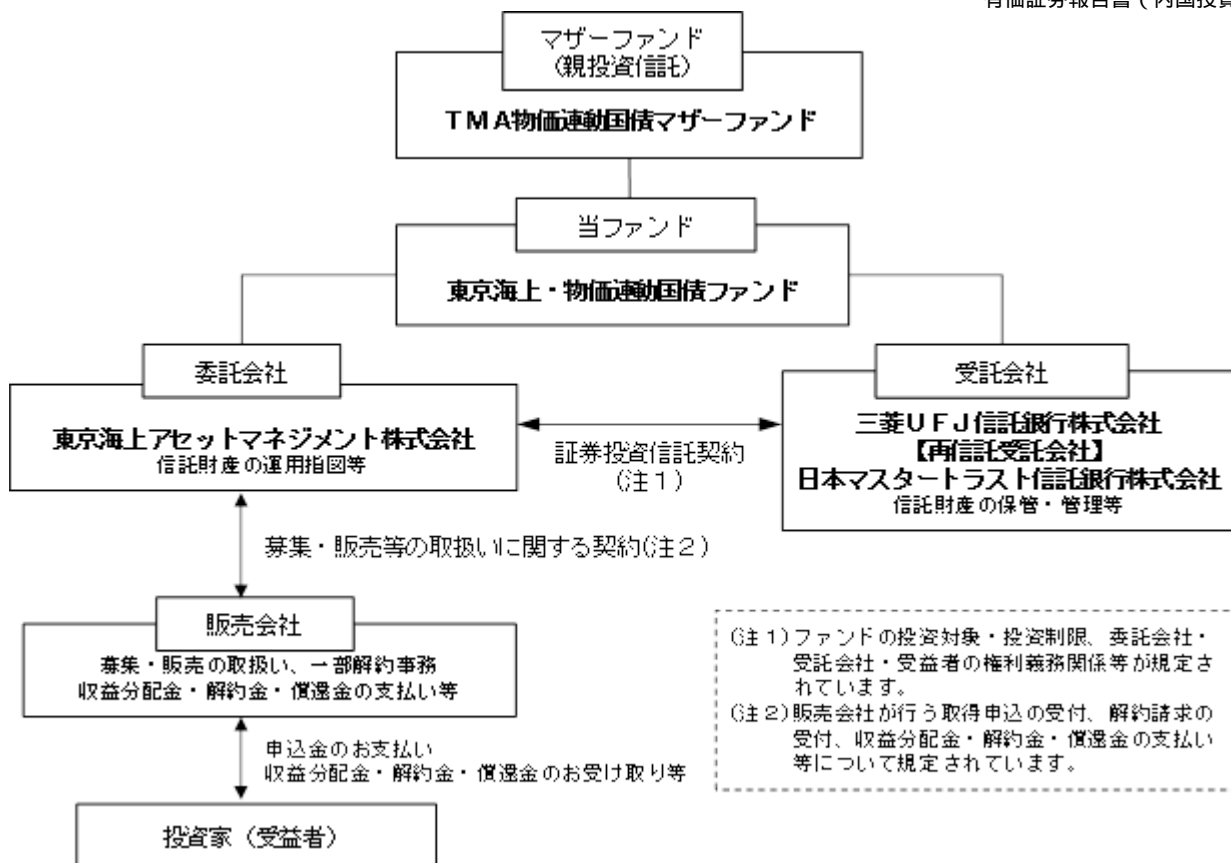 有価証券報告書（内国投資
マザーファンド
（親投資信託）
ＴＭＡ物価連動国債マザーファンド
当ファンド
東京海上・物価連動国債ファンド
委託会社
東京海上アセットマネジメント株式会社
信託財産の運用指図等
証券投資信託契約
（注１）
受託会社
三菱ＵＦＪ信託銀行株式会社
【再信託受託会社】
日本マスタートラスト信託銀行株式会社
信託財産の保管・管理等
募集・販売等の取扱いに関する契約（注２）
販売会社
募集・販売の取扱い、一部解約事務
収益分配金・解約金・償還金の支払い等
申込金のお支払い
収益分配金・解約金・償還金のお受け取り等
投資家（受益者）
（注１）ファンドの投資対象・投資制限、委託会社・
受託会社・受益者の権利義務関係等が規定さ
れています。
（注２）販売会社が行う取得申込の受付、解約請求の
受付、収益分配金・解約金・償還金の支払い
等について規定されています。